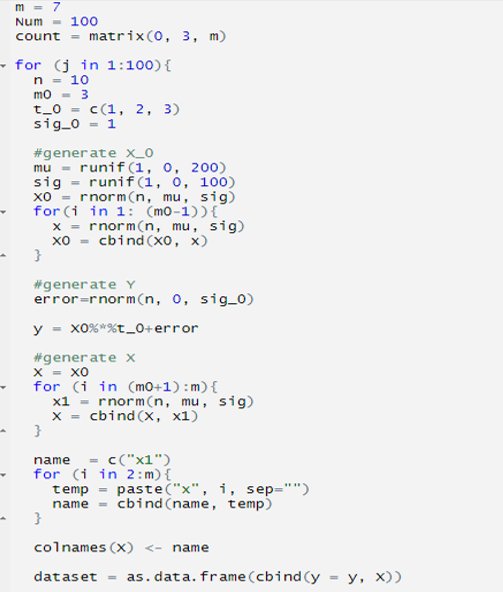 m = 7
Num = 100
count = matrix(0, 3, m)
for (j in 1:100){
n = 10
m0 = 3
t_0 = c(1, 2, 3)
sig_0 = 1
#generate X_0
mu = runif(1, 0, 200)
sig = runif(1, 0, 100)
X0 = rnorm(n, mu, sig)
for(i in 1: (m0-1)){
x = rnorm(n, mu, sig)
X0 = cbind(X0, x)
}
#generate Y
error=rnorm(n, 0, sig_0)
y = X0%*%t_0+error
#generate X
X = X0
for (i in (m0+1):m){
x1 = rnorm(n, mu, sig)
X = cbind(X, x1)
}
name  = c("x1")
for (i in 2:m){
temp = paste("x", i, sep="")
name = cbind(name, temp)
}
colnames(X) <- name
dataset = as.data.frame(cbind(y = y, X))